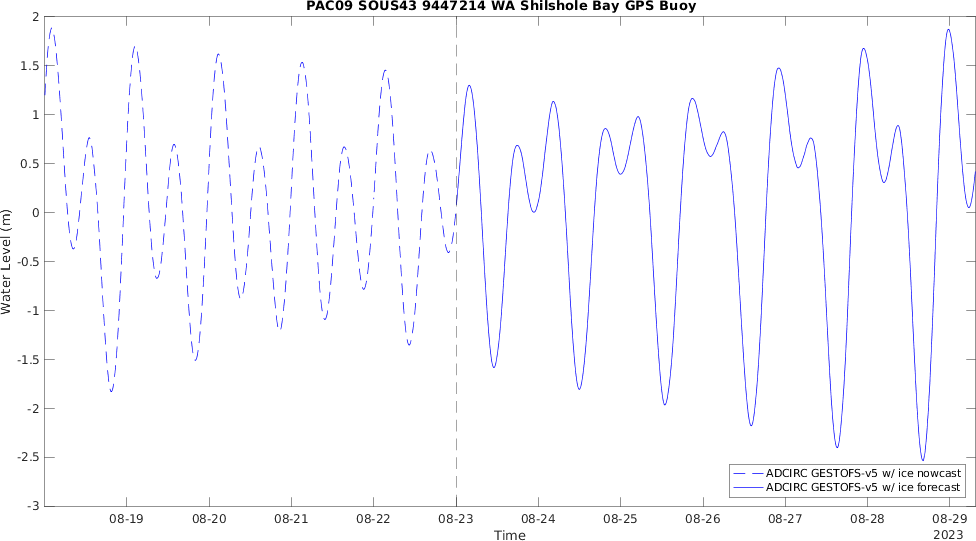 PAC09 SOUS43 9447214 WA Shilshole Bay GPS Buoy
2
1.5
1
0.5
0
-0.5
-1
-1.5
-2
-2.5
-3
Water Level (m)
ADCIRC GESTOFS-v5 w/ ice nowcast
ADCIRC GESTOFS-v5 w/ ice forecast
08-19 08-20 08-21 08-22 08-23 08-24 08-25 08-26 08-27 08-28 08-29
2023
Time